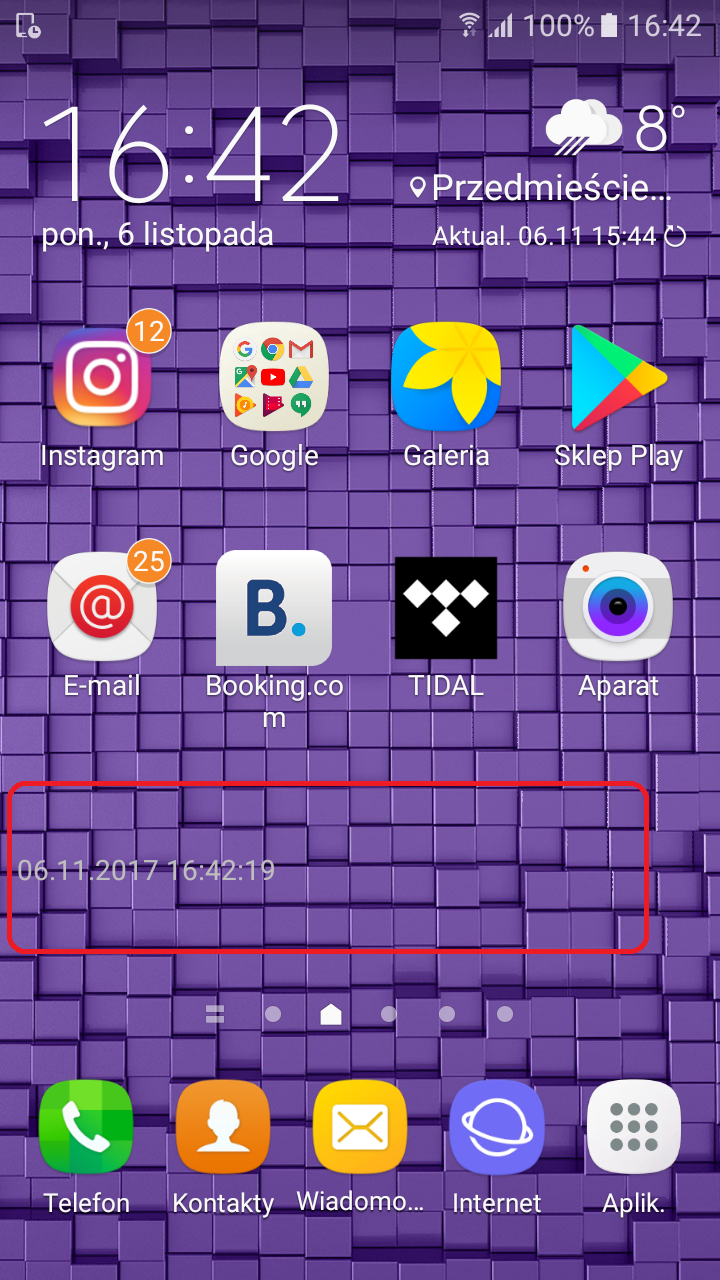 100% 16:42
16:42
8°
Przedmieście...
pon., 6 listopada
Aktual. 06.11 15:44
12
Instagram
Google
Galeria
Sklep Play
25
@
B.
E-mail
Booking.co
m
TIDAL
Aparat
06.11.2017 16:42:19
Telefon
Kontakty
Wiadomo...
Internet
Aplik.